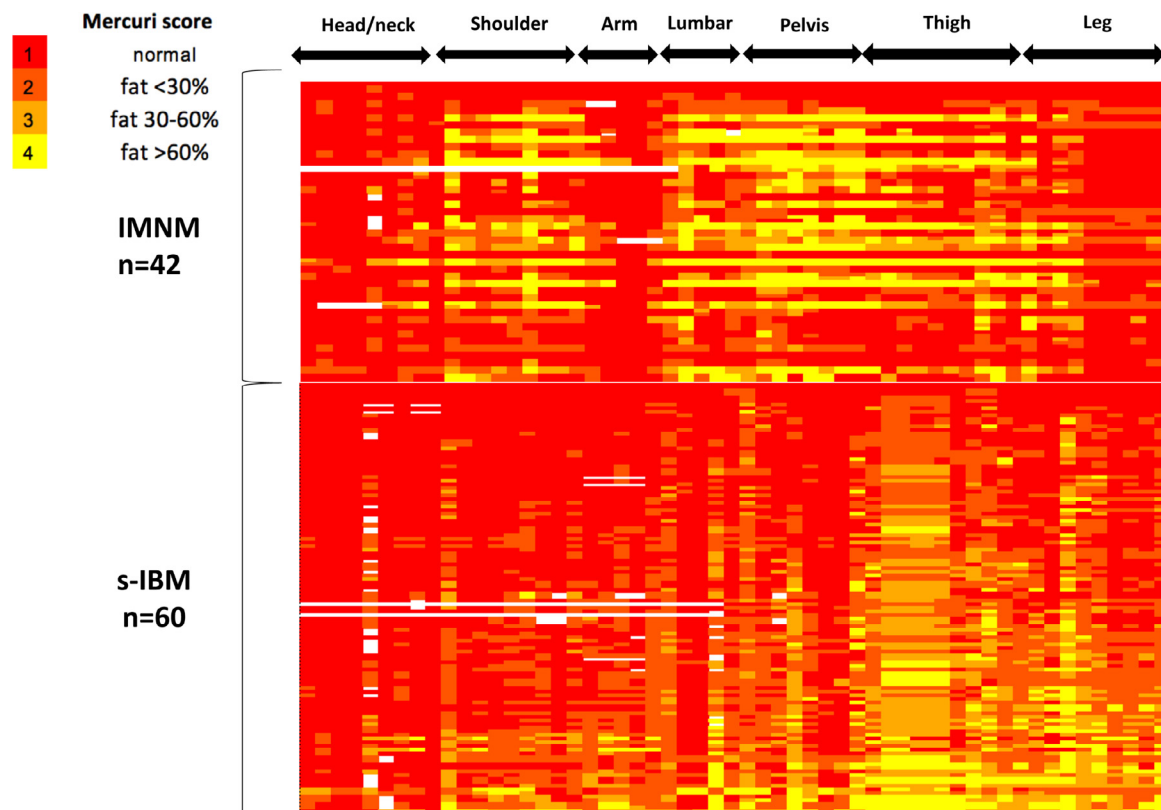 Mercuri score
1 normal
2 fat <30%
3 fat 30-60%
4 fat >60%
Head/neck Shoulder Arm Lumbar Pelvis Thigh Leg
IMNM
n=42
s-IBM
n=60